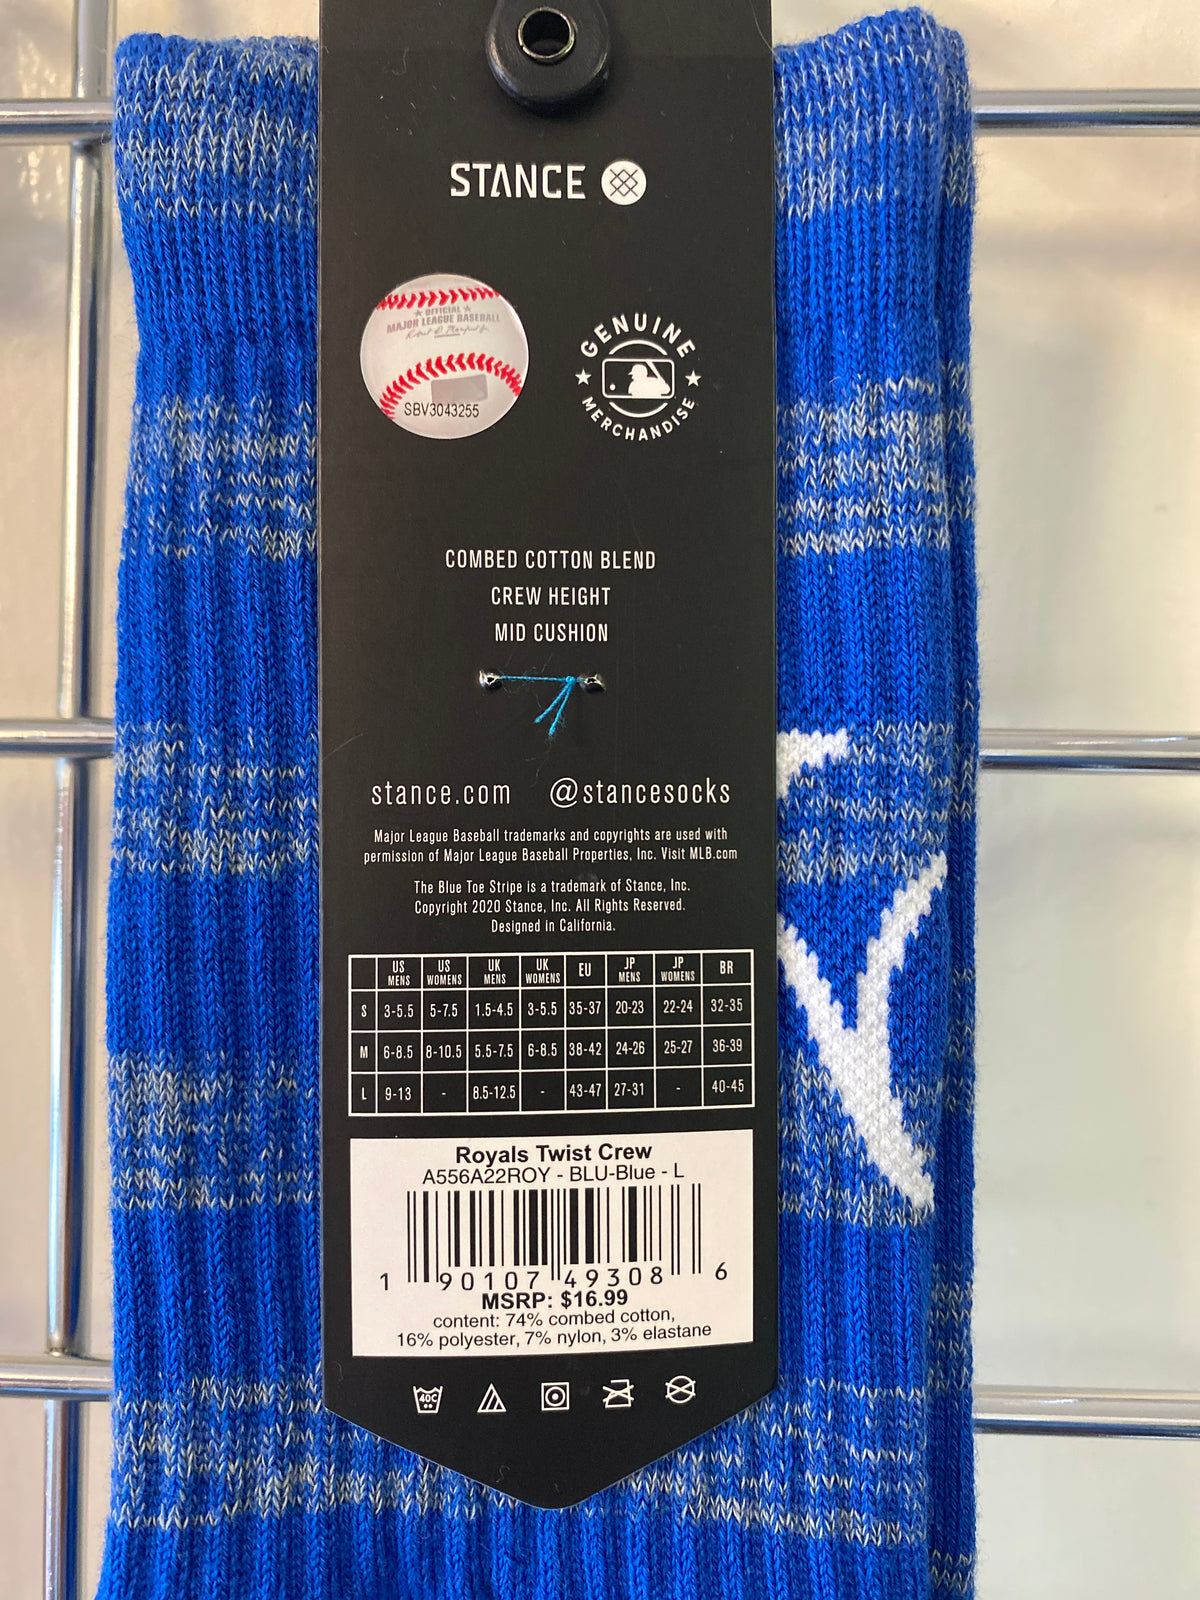 STANCE
OFFICIAL
MAJOR LEAGUE BASEBALL
SBV3043255
GENUINE
MERCHANDISE
COMBED COTTON BLEND
CREW HEIGHT
MID CUSHION
stance.com @stancesocks
Major League Baseball trademarks and copyrights are used with
permission of Major League Baseball Properties, Inc. Visit MLB.com
The Blue Toe Stripe is a trademark of Stance, Inc.
Copyright 2020 Stance, Inc. All Rights Reserved.
Designed in California.
US MENS US WOMENS UK MENS UK WOMENS EU JP MENS JP WOMENS BR
S 3-5.5 5-7.5 1.5-4.5 3-5.5 35-37 20-23 22-24 32-35
M 6-8.5 8-10.5 5.5-7.5 6-8.5 38-42 24-26 25-27 36-39
L 9-13 - 8.5-12.5 - 43-47 27-31 - 40-45
Royals Twist Crew
A556A22ROY - BLU-Blue - L
1 90107 49308 6
MSRP: $16.99
content: 74% combed cotton,
16% polyester, 7% nylon, 3% elastane
40C